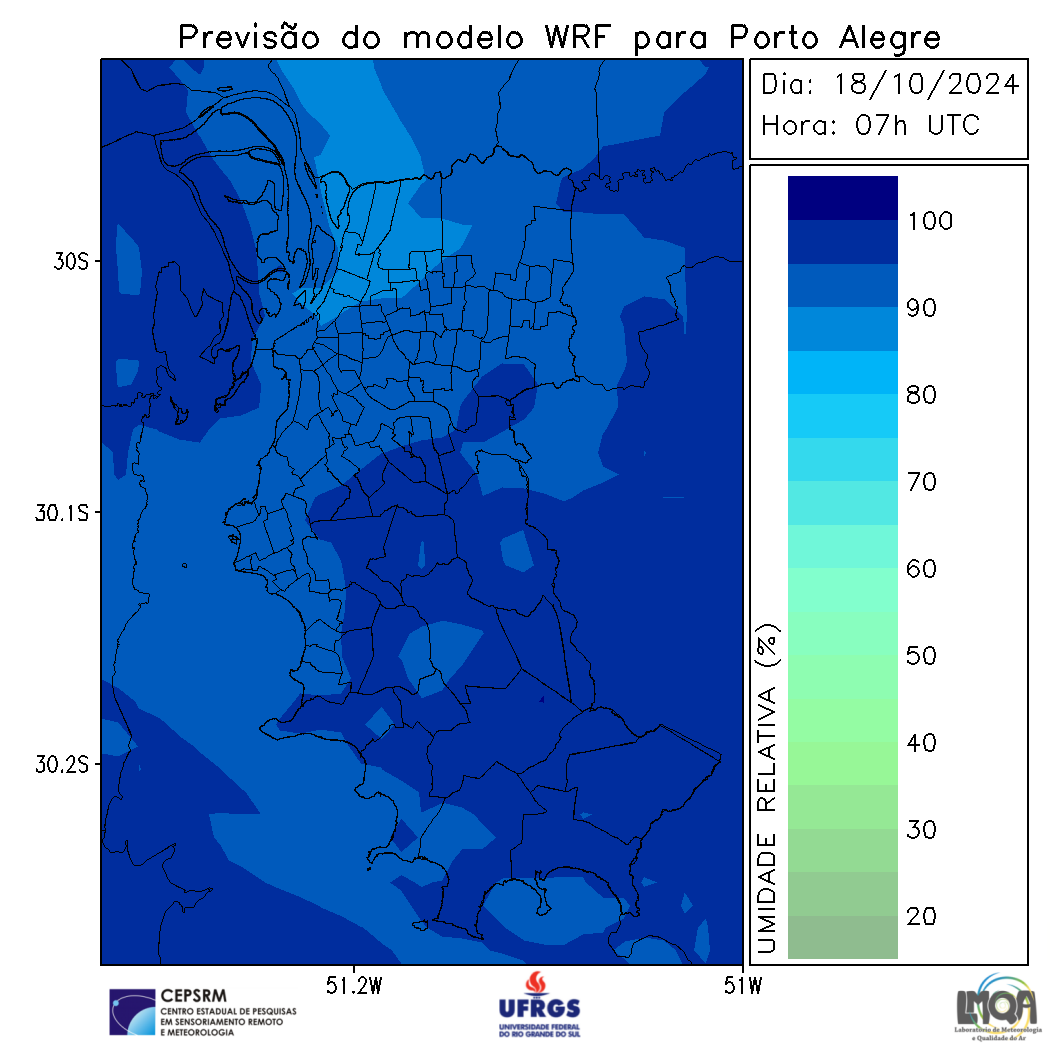 Previsão do modelo WRF para Porto Alegre
Dia: 18/10/2024
Hora: 07h UTC
100
90
80
70
60
50
40
30
20
UMIDADE RELATIVA (%)
30S
30.1S
30.2S
51.2W
51W
CEPSRM
CENTRO ESTADUAL DE PESQUISAS
EM SENSORIAMENTO REMOTO
E METEOROLOGIA
UFRGS
UNIVERSIDADE FEDERAL
DO RIO GRANDE DO SUL
LMQA
Laboratório de Meteorologia
e Qualidade do Ar